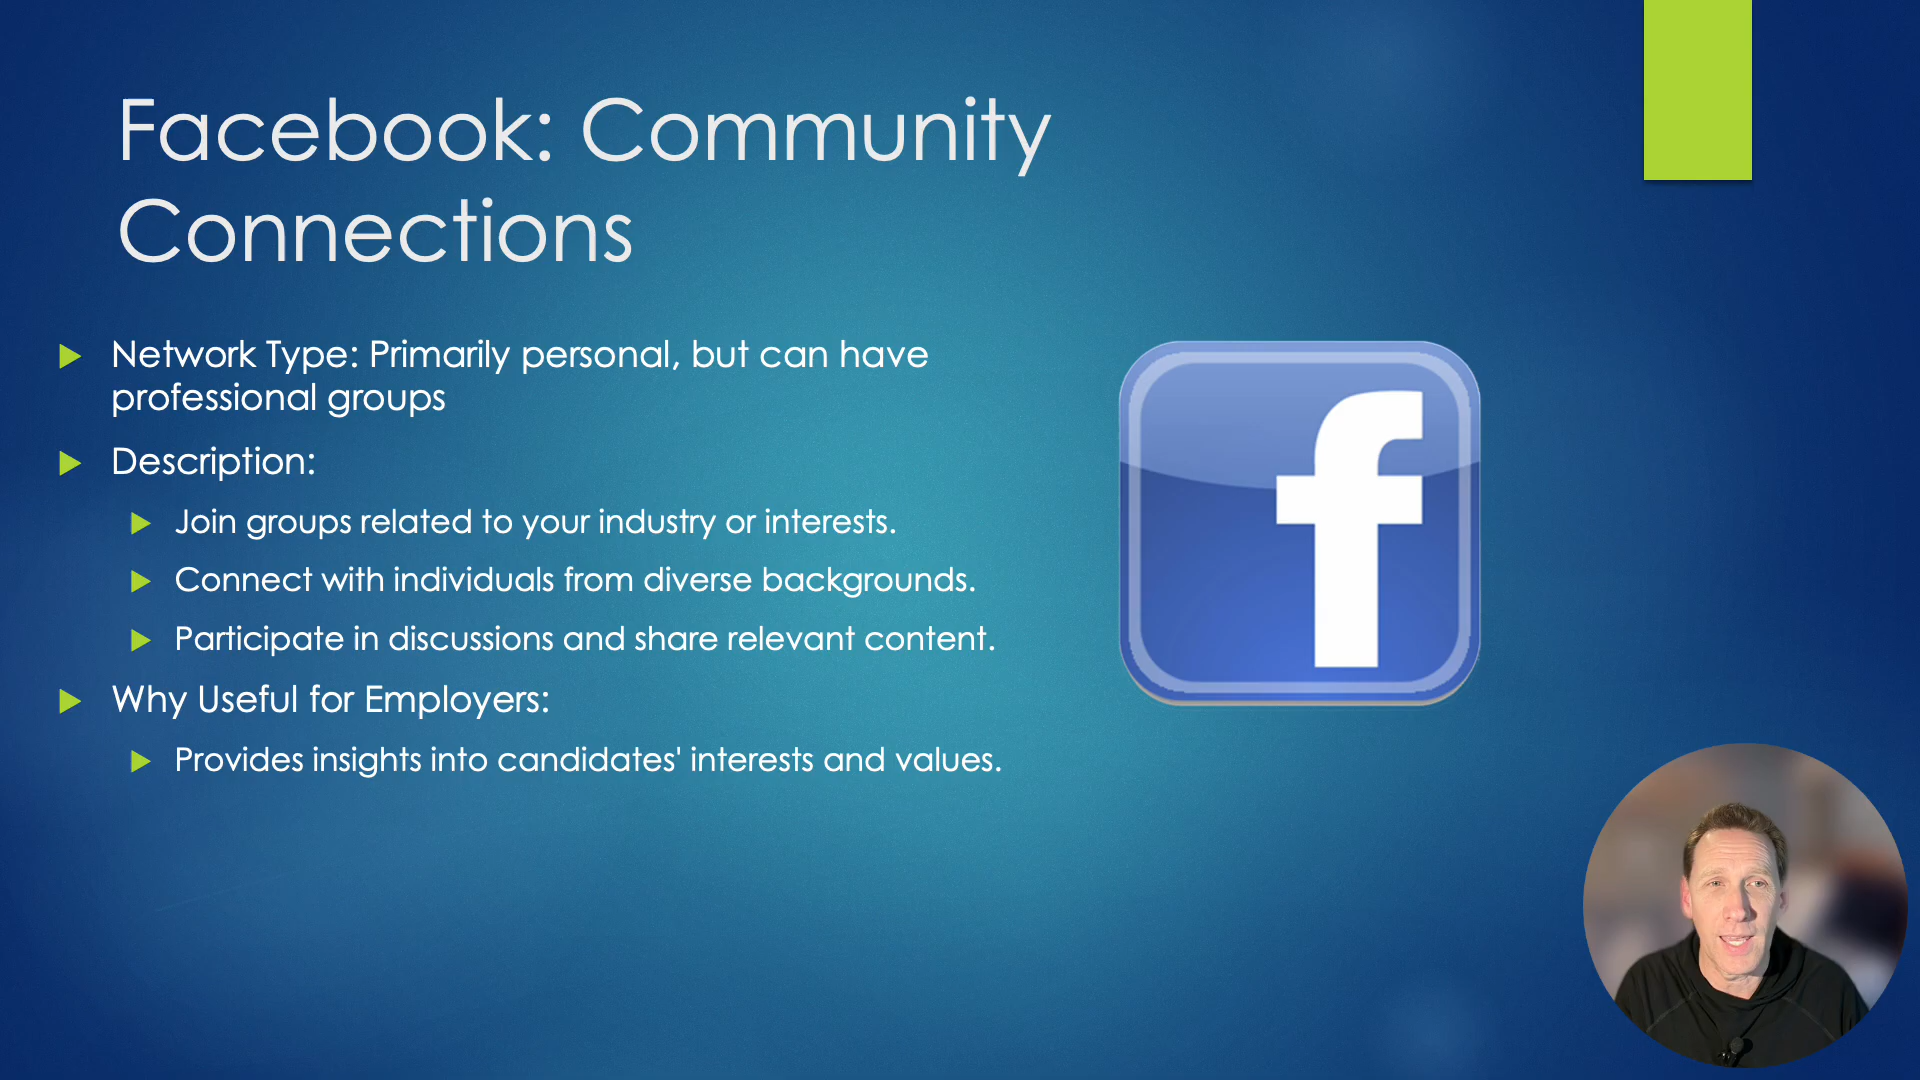 Facebook: Community
Connections
Network Type: Primarily personal, but can have
professional groups
Description:
Join groups related to your industry or interests.
Connect with individuals from diverse backgrounds.
Participate in discussions and share relevant content.
Why Useful for Employers:
Provides insights into candidates' interests and values.
f